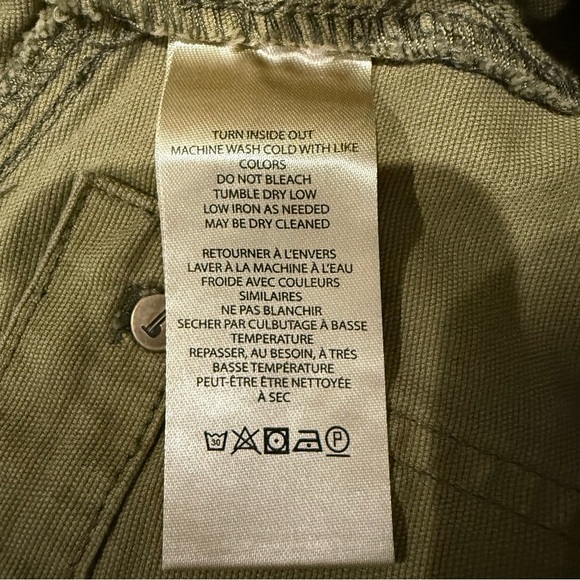 TURN INSIDE OUT
MACHINE WASH COLD WITH LIKE
COLORS
DO NOT BLEACH
TUMBLE DRY LOW
LOW IRON AS NEEDED
MAY BE DRY CLEANED
RETOURNER À L'ENVERS
LAVER À LA MACHINE À L'EAU
FROIDE AVEC COULEURS
SIMILAIRES
NE PAS BLANCHIR
SECHER PAR CULBUTAGE À BASSE
TEMPERATURE
REPASSER, AU BESOIN, À TRÉS
BASSE TEMPÉRATURE
PEUT-ÊTRE ÊTRE NETTOYÉE
À SEC
30 P